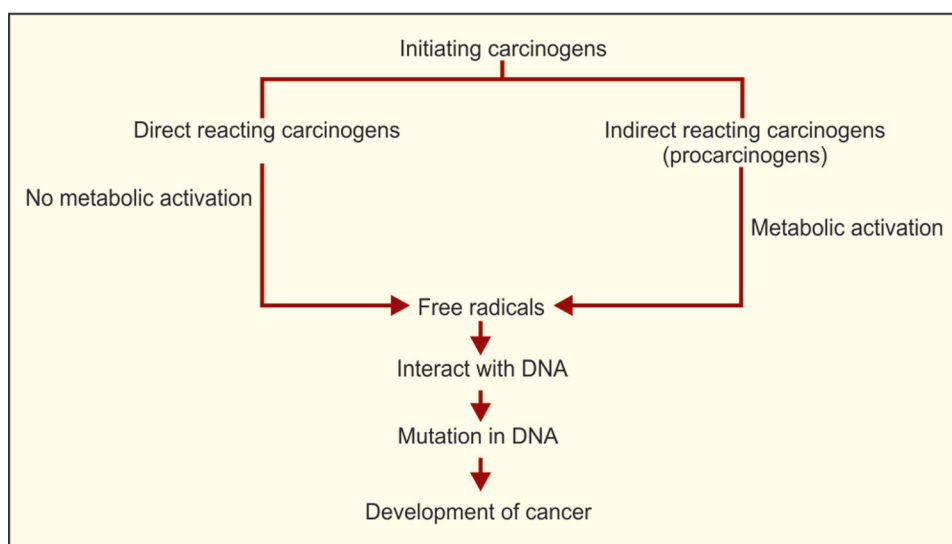 Initiating carcinogens
Direct reacting carcinogens
Indirect reacting carcinogens
(procarcinogens)
No metabolic activation
Metabolic activation
Free radicals
Interact with DNA
Mutation in DNA
Development of cancer